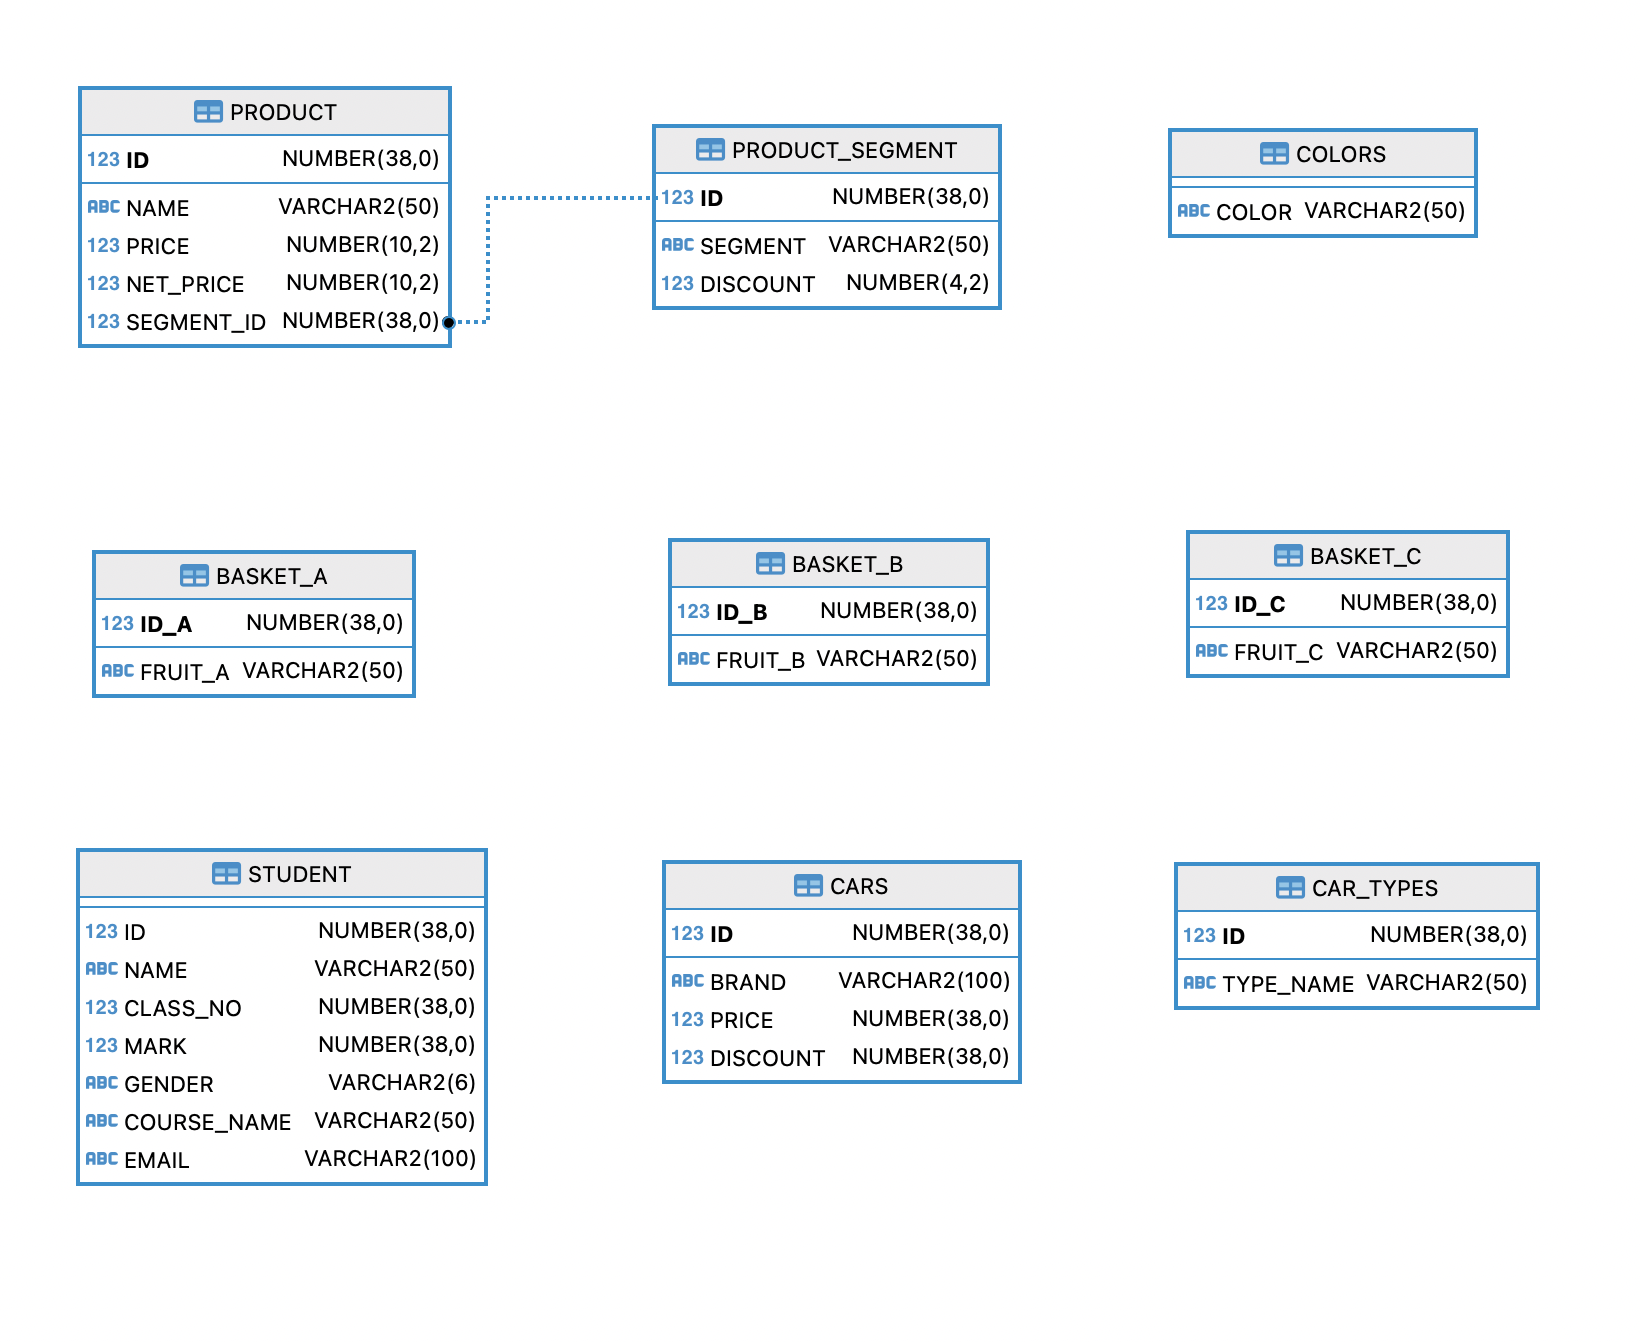 PRODUCT
123 ID NUMBER(38,0)
ABC NAME VARCHAR2(50)
123 PRICE NUMBER(10,2)
123 NET_PRICE NUMBER(10,2)
123 SEGMENT_ID NUMBER(38,0)
PRODUCT_SEGMENT
123 ID NUMBER(38,0)
ABC SEGMENT VARCHAR2(50)
123 DISCOUNT NUMBER(4,2)
COLORS
ABC COLOR VARCHAR2(50)
BASKET_A
123 ID_A NUMBER(38,0)
ABC FRUIT_A VARCHAR2(50)
BASKET_B
123 ID_B NUMBER(38,0)
ABC FRUIT_B VARCHAR2(50)
BASKET_C
123 ID_C NUMBER(38,0)
ABC FRUIT_C VARCHAR2(50)
STUDENT
123 ID NUMBER(38,0)
ABC NAME VARCHAR2(50)
123 CLASS_NO NUMBER(38,0)
123 MARK NUMBER(38,0)
ABC GENDER VARCHAR2(6)
ABC COURSE_NAME VARCHAR2(50)
ABC EMAIL VARCHAR2(100)
CARS
123 ID NUMBER(38,0)
ABC BRAND VARCHAR2(100)
123 PRICE NUMBER(38,0)
123 DISCOUNT NUMBER(38,0)
CAR_TYPES
123 ID NUMBER(38,0)
ABC TYPE_NAME VARCHAR2(50)